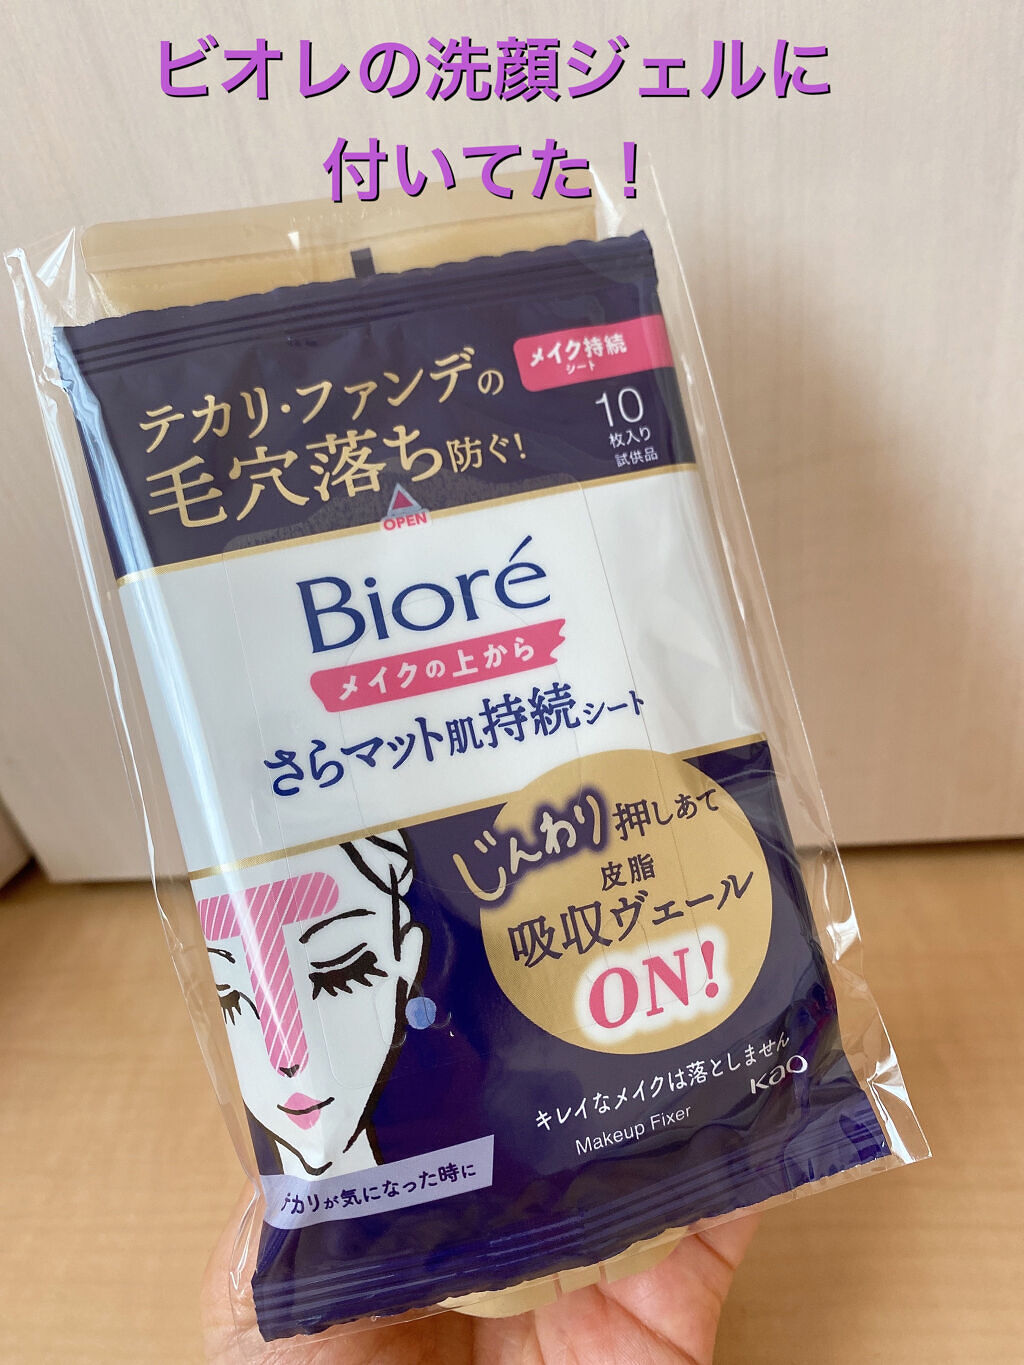 ビオレの洗顔ジェルに
付いてた！
メイク持続
シート
10
枚入り
試供品
テカリ・ファンデの
毛穴落ち防ぐ!
OPEN
Bioré
メイクの上から
さらマット肌持続シート
じんわり押しあて
皮脂
吸収ヴェール
ON!
キレイなメイクは落としません
Makeup Fixer
Kao
テカリが気になった時に